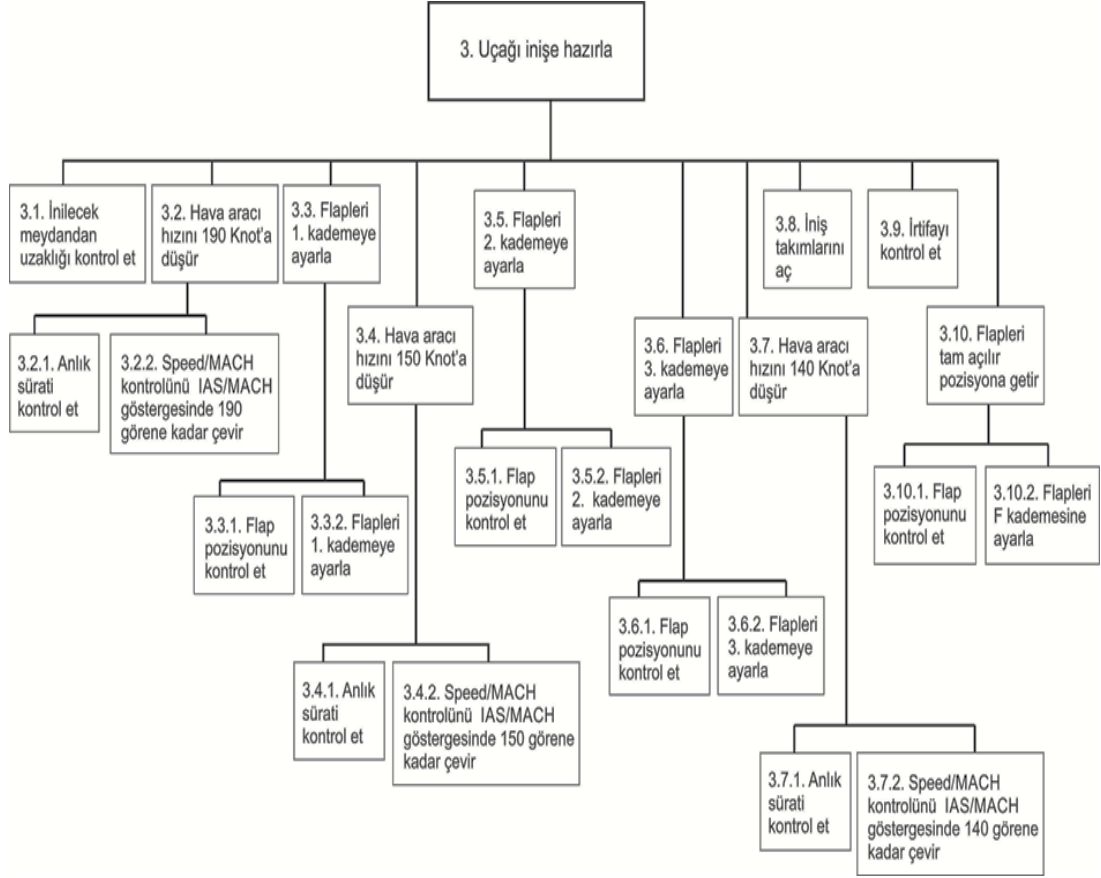 3. Uçağı inişe hazırla
3.1. İnilecek
meydandan
uzaklığı kontrol et
3.2. Hava aracı
hızını 190 Knot'a
düşür
3.2.1. Anlık
sürati
kontrol et
3.2.2. Speed/MACH
kontrolünü IAS/MACH
göstergesinde 190
görene kadar çevir
3.3. Flapleri
1. kademeye
ayarla
3.3.1. Flap
pozisyonunu
kontrol et
3.3.2. Flapleri
1. kademeye
ayarla
3.4. Hava aracı
hızını 150 Knot'a
düşür
3.4.1. Anlık
sürati
kontrol et
3.4.2. Speed/MACH
kontrolünü IAS/MACH
göstergesinde 150 görene
kadar çevir
3.5. Flapleri
2. kademeye
ayarla
3.5.1. Flap
pozisyonunu
kontrol et
3.5.2. Flapleri
2. kademeye
ayarla
3.6. Flapleri
3. kademeye
ayarla
3.6.1. Flap
pozisyonunu
kontrol et
3.6.2. Flapleri
3. kademeye
ayarla
3.7. Hava aracı
hızını 140 Knot'a
düşür
3.7.1. Anlık
sürati
kontrol et
3.7.2. Speed/MACH
kontrolünü IAS/MACH
göstergesinde 140 görene
kadar çevir
3.8. İniş
takımlarını
aç
3.9. İrtifayı
kontrol et
3.10. Flapleri
tam açılır
pozisyona getir
3.10.1. Flap
pozisyonunu
kontrol et
3.10.2. Flapleri
F kademesine
ayarla